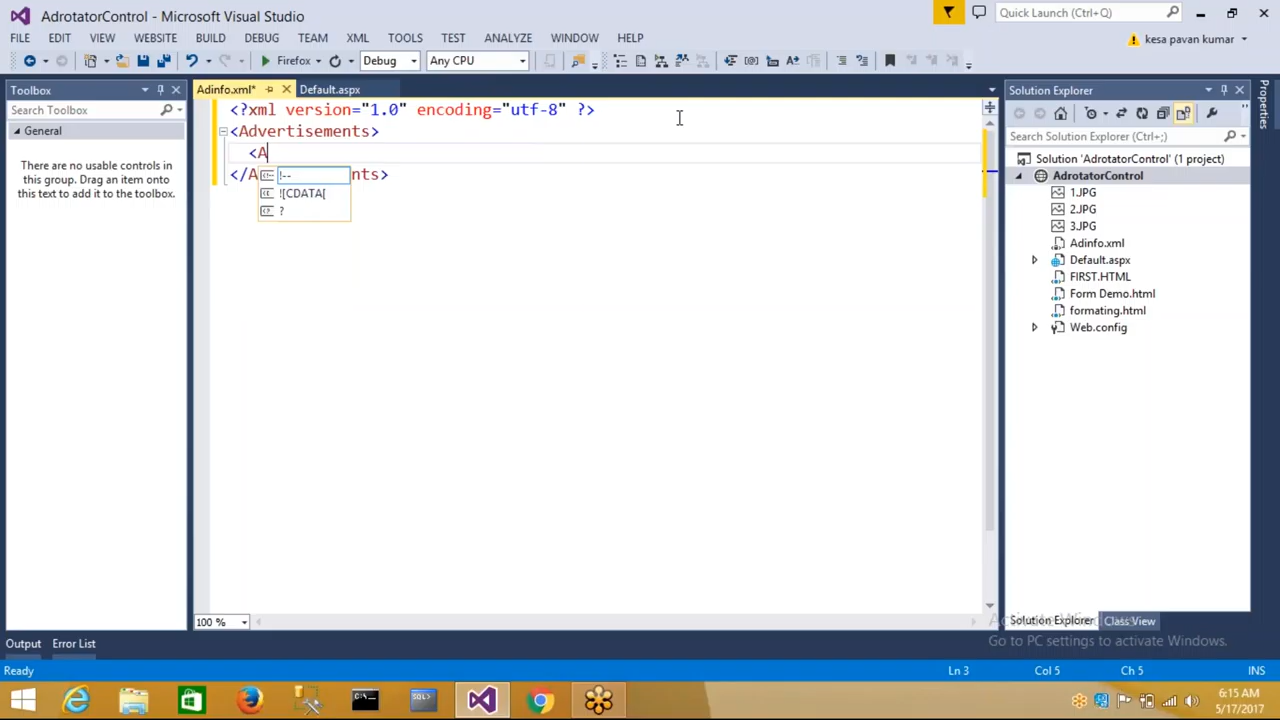 AdrotatorControl - Microsoft Visual Studio
Quick Launch (Ctrl+Q)
FILE EDIT VIEW WEBSITE BUILD DEBUG TEAM XML TOOLS TEST ANALYZE WINDOW HELP
kesa pavan kumar
Firefox
Debug
Any CPU
Toolbox
Search Toolbox
General
There are no usable controls in
this group. Drag an item onto
this text to add it to the toolbox.
Adinfo.xml*
Default.aspx
<?xml version="1.0" encoding="utf-8" ?>
<Advertisements>
<A
</A nts>
!--
![CDATA[
?
100 %
Solution Explorer
Search Solution Explorer (Ctrl+;)
Solution 'AdrotatorControl' (1 project)
AdrotatorControl
1.JPG
2.JPG
3.JPG
Adinfo.xml
Default.aspx
FIRST.HTML
Form Demo.html
formating.html
Web.config
Properties
Solution Explorer
Class View
Activate Windows
Go to PC settings to activate Windows.
Output
Error List
Ready
Ln 3
Col 5
Ch 5
INS
6:15 AM
5/17/2017